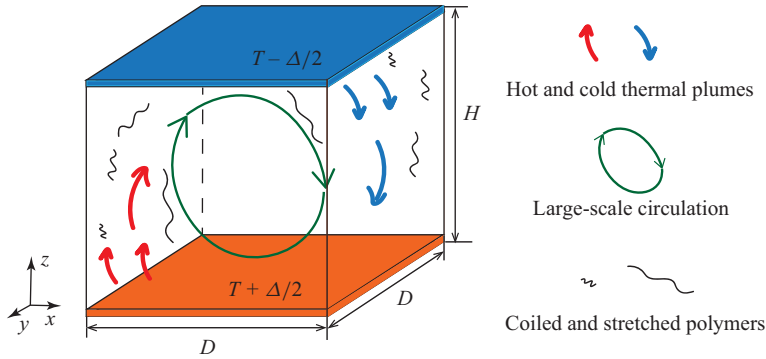 T − Δ/2
H
Hot and cold thermal plumes
Large-scale circulation
z
T + Δ/2
D
y
x
D
Coiled and stretched polymers